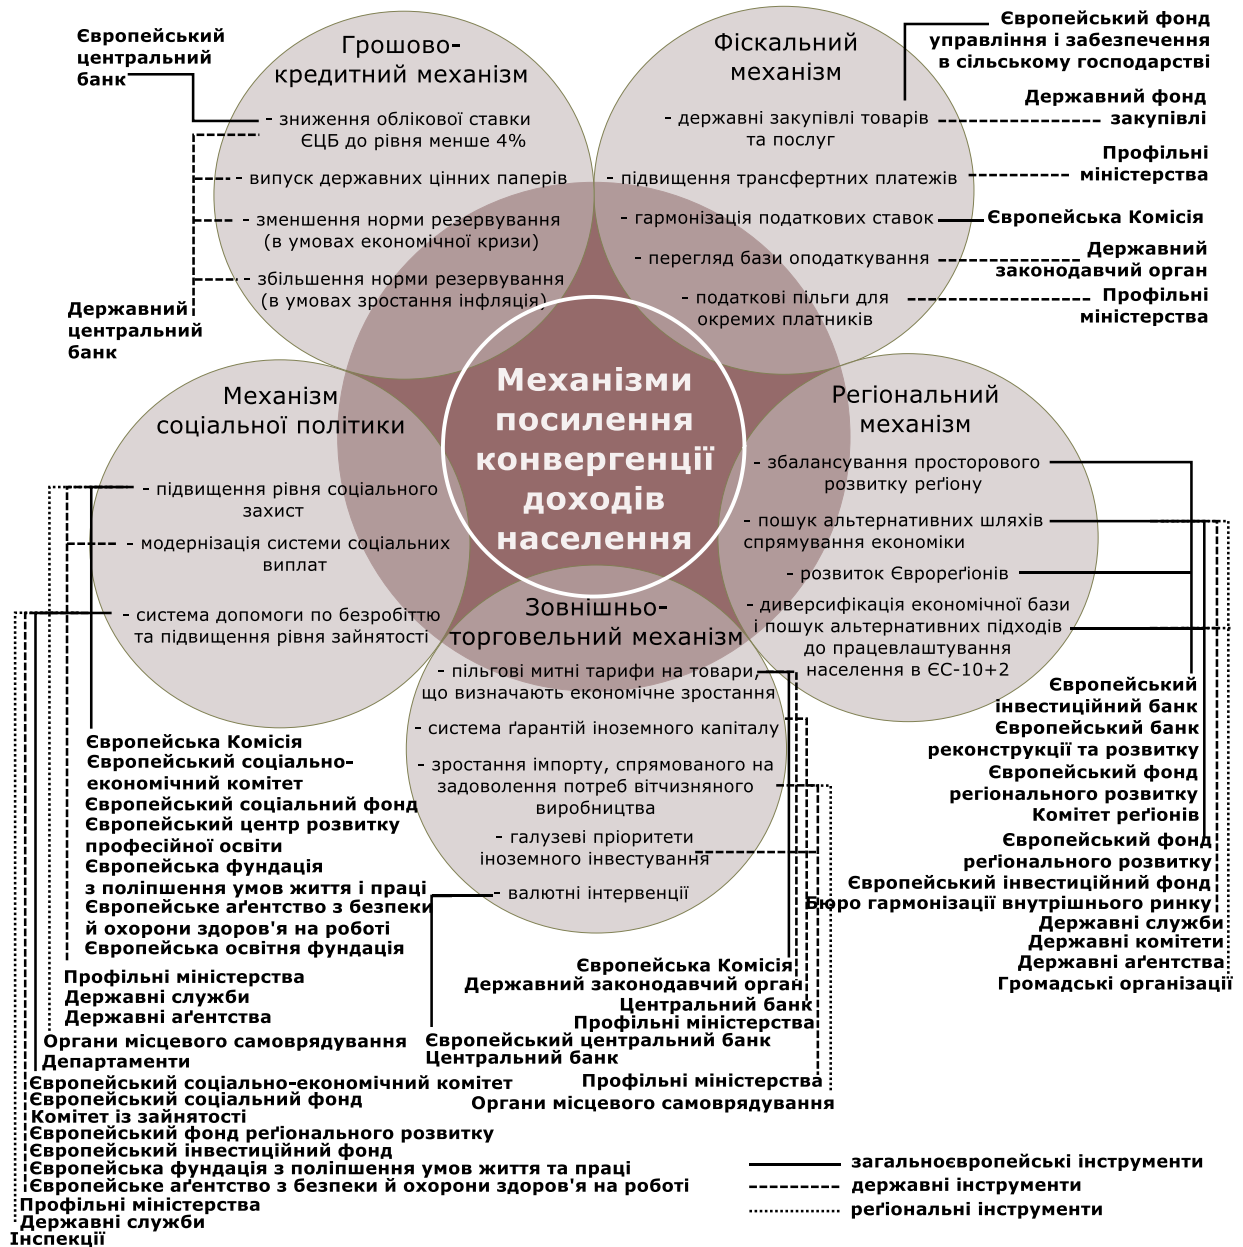 Європейський
центральний
банк
Грошово-
кредитний механізм
- зниження облікової ставки
ЄЦБ до рівня менше 4%
- випуск державних цінних паперів
- зменшення норми резервування
(в умовах економічної кризи)
- збільшення норми резервування
(в умовах зростання інфляція)
Державний
центральний
банк
Фіскальний
механізм
- державні закупівлі товарів
та послуг
- підвищення трансфертних платежів
- гармонізація податкових ставок
- перегляд бази оподаткування
- податкові пільги для
окремих платників
Європейський фонд
управління і забезпечення
в сільському господарстві
Державний фонд
закупівлі
Профільні
міністерства
Європейська Комісія
Державний
законодавчий орган
Профільні
міністерства
Механізми
посилення
конвергенції
доходів
населення
Механізм
соціальної політики
- підвищення рівня соціального
захист
- модернізація системи соціальних
виплат
- система допомоги по безробіттю
та підвищення рівня зайнятості
Регіональний
механізм
- збалансування просторового
розвитку реґіону
- пошук альтернативних шляхів
спрямування економіки
- розвиток Єврореґіонів
- диверсифікація економічної бази
і пошук альтернативних підходів
до працевлаштування
населення в ЄС-10+2
Зовнішньо-
торговельний механізм
- пільгові митні тарифи на товари,
що визначають економічне зростання
- система ґарантій іноземного капіталу
- зростання імпорту, спрямованого на
задоволення потреб вітчизняного
виробництва
- галузеві пріоритети
іноземного інвестування
- валютні інтервенції
Європейський
інвестиційний банк
Європейський банк
реконструкції та розвитку
Європейський фонд
регіонального розвитку
Комітет реґіонів
Європейський фонд
реґіонального розвитку
Європейський інвестиційний фонд
Бюро гармонізації внутрішнього ринку
Державні служби
Державні комітети
Державні аґентства
Громадські організації
Європейська Комісія
Європейський соціально-
економічний комітет
Європейський соціальний фонд
Європейський центр розвитку
професійної освіти
Європейська фундація
з поліпшення умов життя і праці
Європейське аґентство з безпеки
й охорони здоров'я на роботі
Європейська освітня фундація
Профільні міністерства
Державні служби
Державні аґентства
Органи місцевого самоврядування
Департаменти
Європейський соціально-економічний комітет
Європейський соціальний фонд
Комітет із зайнятості
Європейський фонд реґіонального розвитку
Європейський інвестиційний фонд
Європейська фундація з поліпшення умов життя та праці
Європейське аґентство з безпеки й охорони здоров'я на роботі
Профільні міністерства
Державні служби
Інспекції
Європейська Комісія
Державний законодавчий орган
Центральний банк
Профільні міністерства
Європейський центральний банк
Центральний банк
Профільні міністерства
Органи місцевого самоврядування
загальноєвропейські інструменти
державні інструменти
реґіональні інструменти